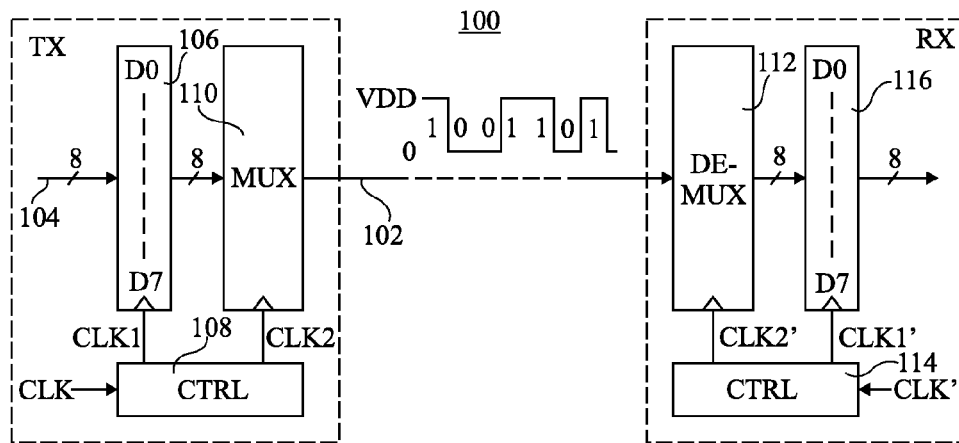 100
TX
106
D0
110
8
8
MUX
104
D7
CLK1
CLK2
108
CLK
CTRL
VDD
1 0 0 1 1 0 1
0
102
RX
112
D0
116
DE-
MUX
8
8
D7
CLK2’
CLK1’
114
CTRL
CLK'